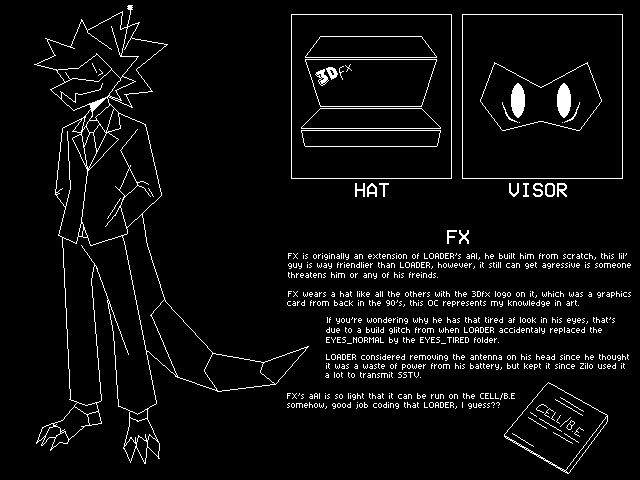 3Dfx
HAT
VISOR
FX
FX is originally an extension of LOADER's aAI, he built him from scratch, this lil'
guy is way friendlier than LOADER, however, it still can get agressive is someone
threatens him or any of his freinds.
FX wears a hat like all the others with the 3Dfx logo on it, which was a graphics
card from back in the 90's, this OC represents my knowledge in art.
If you're wondering why he has that tired af look in his eyes, that's
due to a build glitch from when LOADER accidentaly replaced the
EYES_NORMAL by the EYES_TIRED folder.
LOADER considered removing the antenna on his head since he thought
it was a waste of power from his battery, but kept it since Zilo used it
a lot to transmit SSTV.
FX's aAI is so light that it can be run on the CELL/B.E
somehow, good job coding that LOADER, I guess??
CELL/B.E